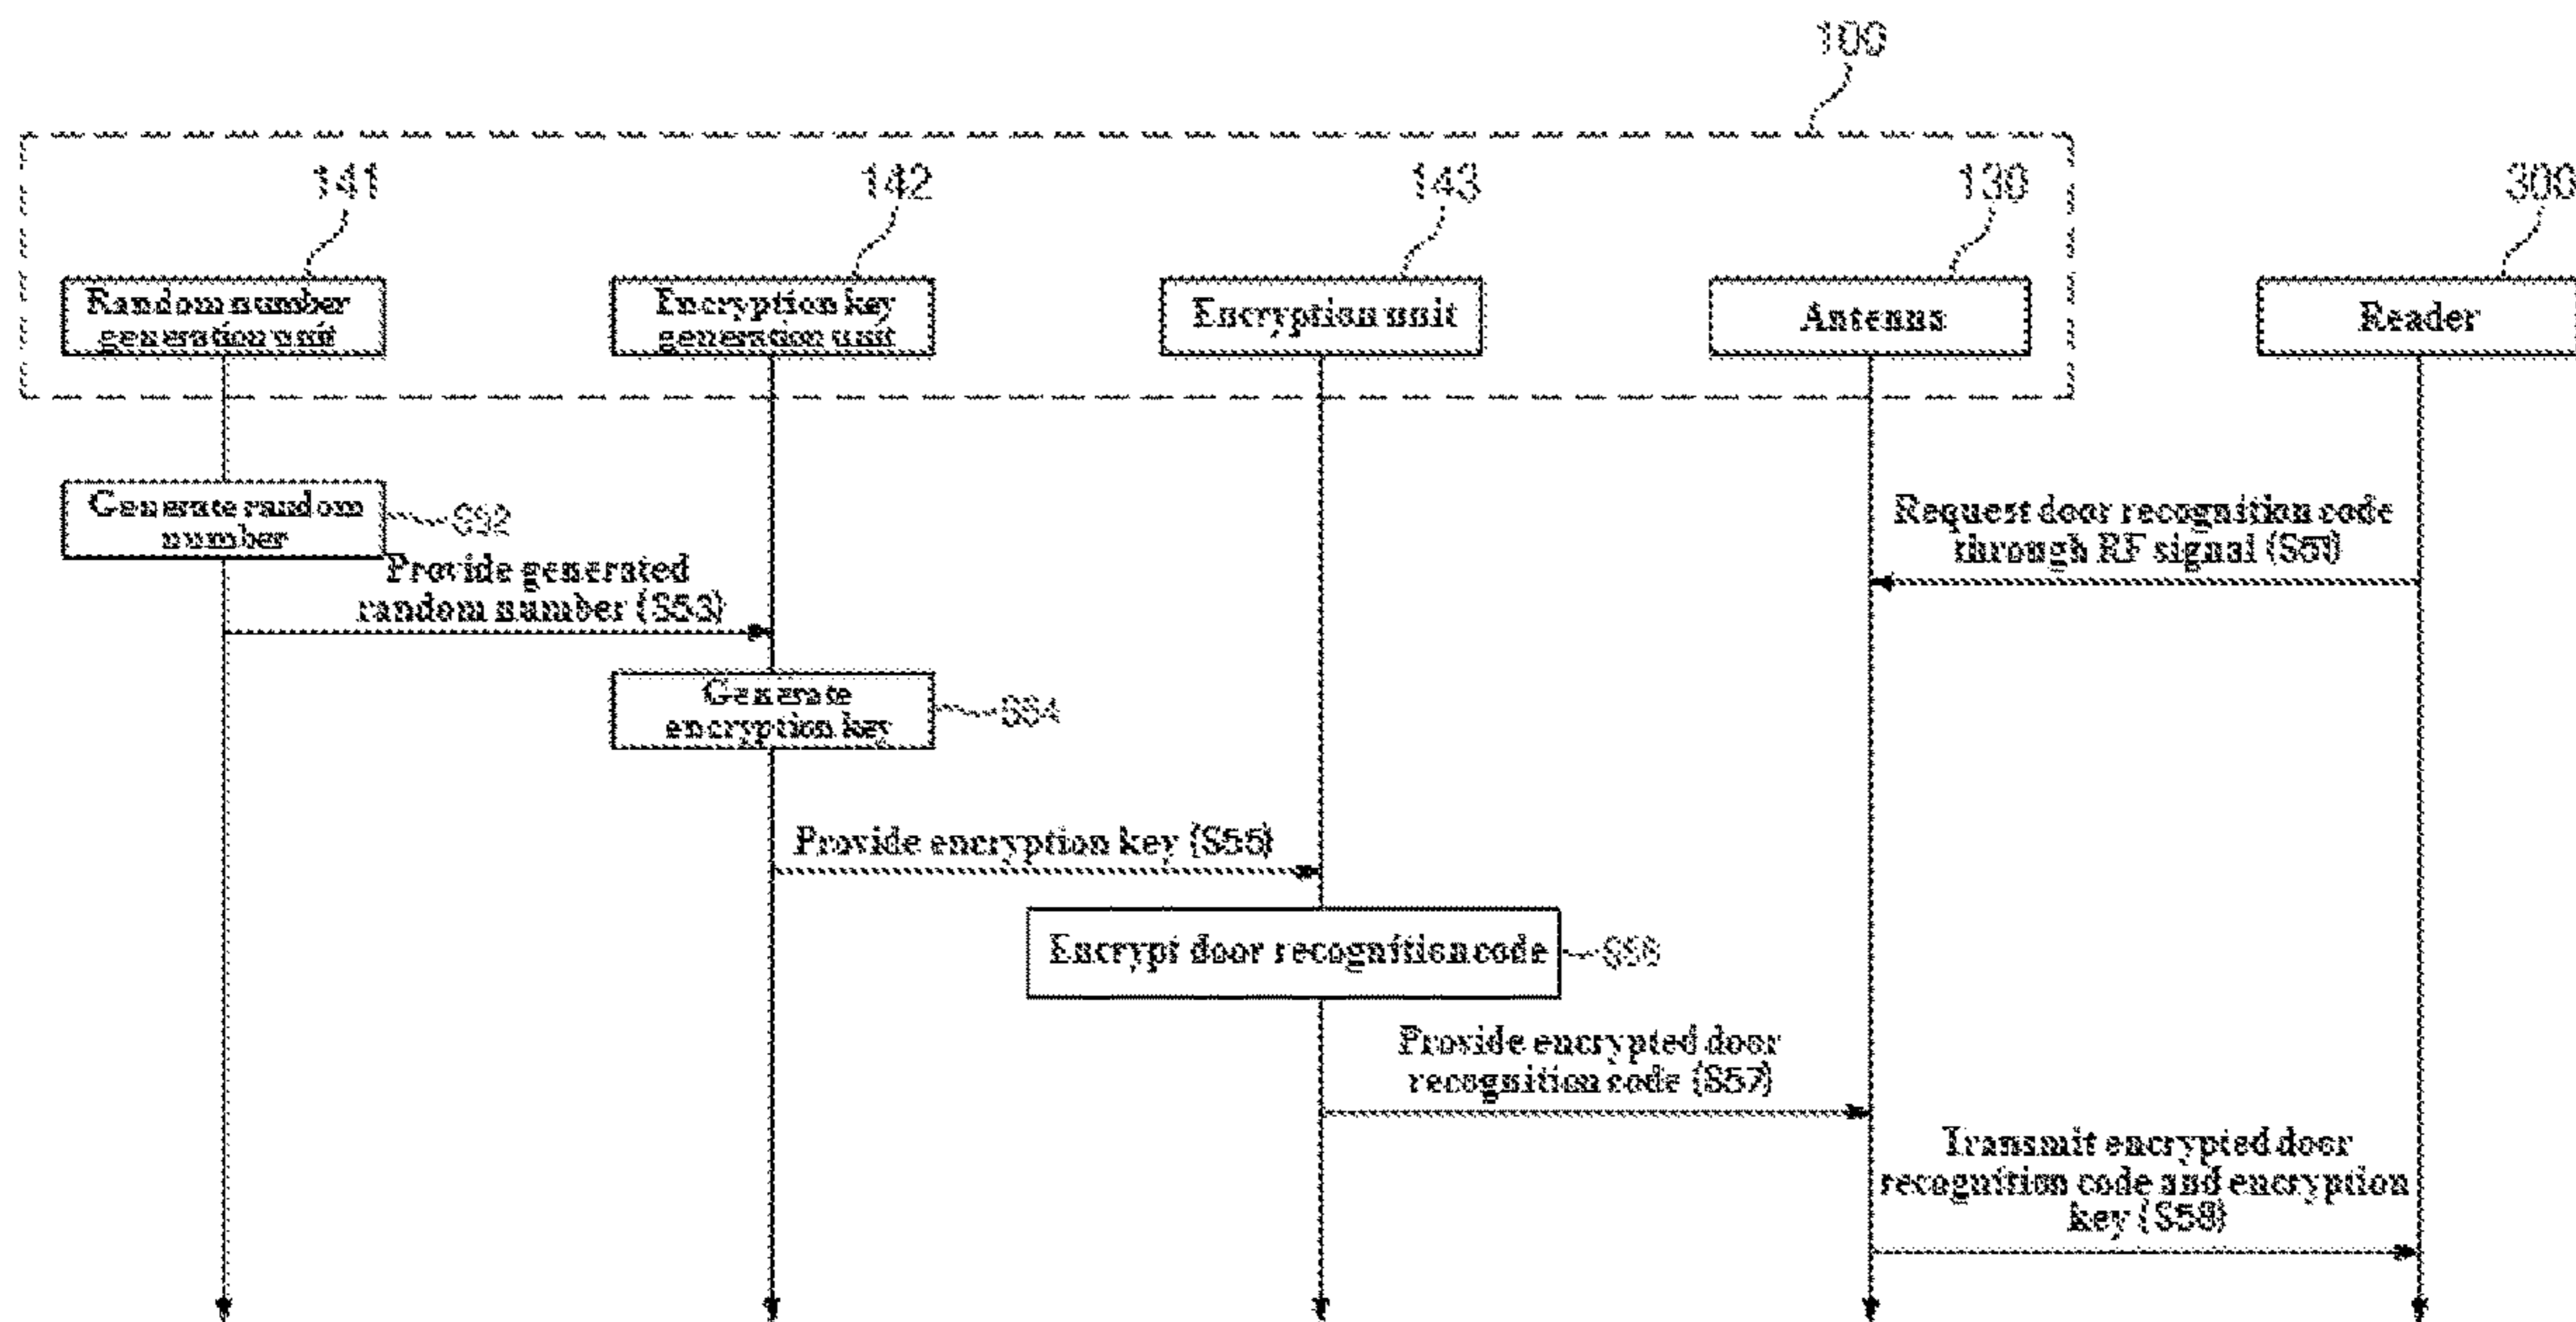 100
141
142
143
130
300
Random number
generation unit
Encryption key
generation unit
Encryption unit
Antenna
Reader
Generate random
number
S52
Request door recognition code
through RF signal (S51)
Provide generated
random number (S53)
Generate
encryption key
S54
Provide encryption key (S55)
Encrypt door recognition code
S56
Provide encrypted door
recognition code (S57)
Transmit encrypted door
recognition code and encryption
key (S58)